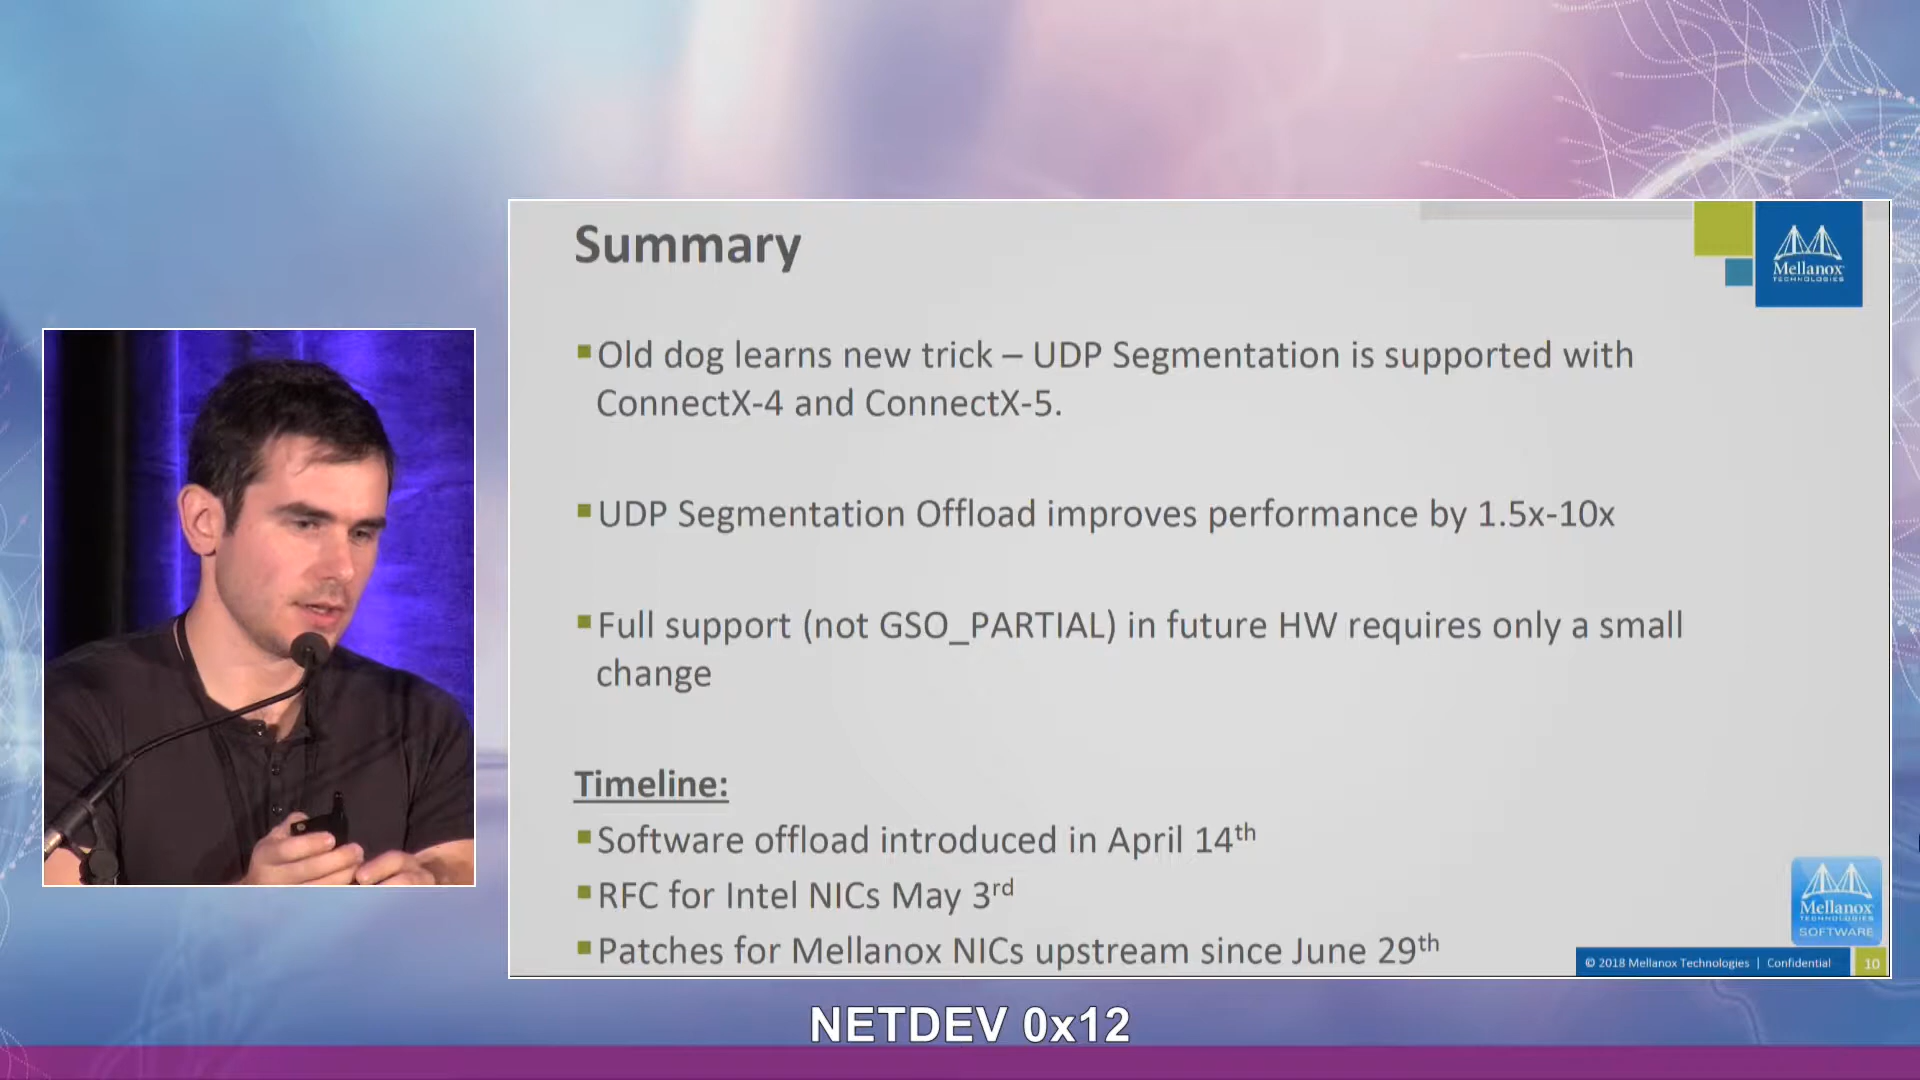 Summary
Mellanox
TECHNOLOGIES
▪Old dog learns new trick – UDP Segmentation is supported with
ConnectX-4 and ConnectX-5.
▪UDP Segmentation Offload improves performance by 1.5x-10x
▪Full support (not GSO_PARTIAL) in future HW requires only a small
change
Timeline:
▪Software offload introduced in April 14th
▪RFC for Intel NICs May 3rd
▪Patches for Mellanox NICs upstream since June 29th
Mellanox
TECHNOLOGIES
SOFTWARE
© 2018 Mellanox Technologies | Confidential 10
NETDEV 0x12